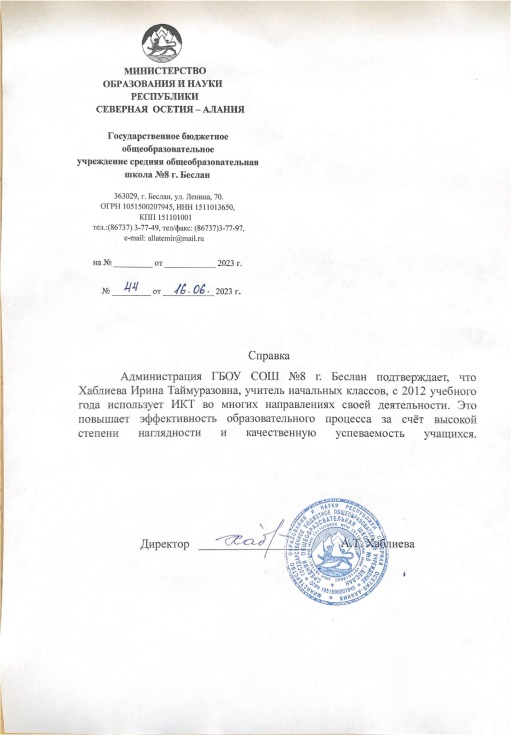 МИНИСТЕРСТВО
ОБРАЗОВАНИЯ И НАУКИ
РЕСПУБЛИКИ
СЕВЕРНАЯ ОСЕТИЯ – АЛАНИЯ
Государственное бюджетное
общеобразовательное
учреждение средняя общеобразовательная
школа №8 г. Беслан
363029, г. Беслан, ул. Ленина, 70.
ОГРН 1051500207945, ИНН 1511013650,
КПП 151101001
тел.:(86737) 3-77-49, тел/факс: (86737)3-77-97,
e-mail: allatemir@mail.ru
на № _________ от ____________ 2023 г.
№ 44 от 16.06. 2023 г.
Справка
Администрация ГБОУ СОШ №8 г. Беслан подтверждает, что
Хаблиева Ирина Таймуразовна, учитель начальных классов, с 2012 учебного
года использует ИКТ во многих направлениях своей деятельности. Это
повышает эффективность образовательного процесса за счёт высокой
степени наглядности и качественную успеваемость учащихся.
Директор А.Т. Хаблиева